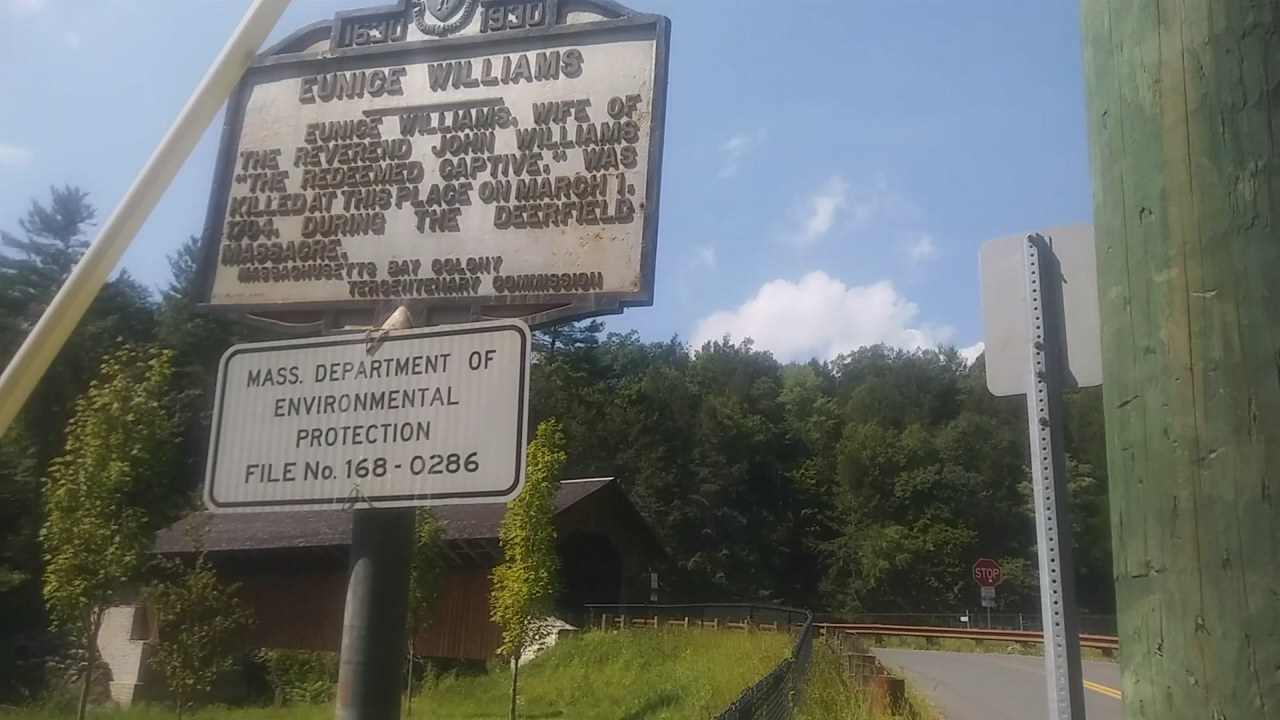 1630 1930
EUNICE WILLIAMS
EUNICE WILLIAMS, WIFE OF
THE REVEREND JOHN WILLIAMS
"THE REDEEMED CAPTIVE," WAS
KILLED AT THIS PLACE ON MARCH 1,
1704, DURING THE DEERFIELD
MASSACRE.
MASSACHUSETTS BAY COLONY
TERCENTENARY COMMISSION
MASS. DEPARTMENT OF
ENVIRONMENTAL
PROTECTION
FILE No. 168-0286
STOP